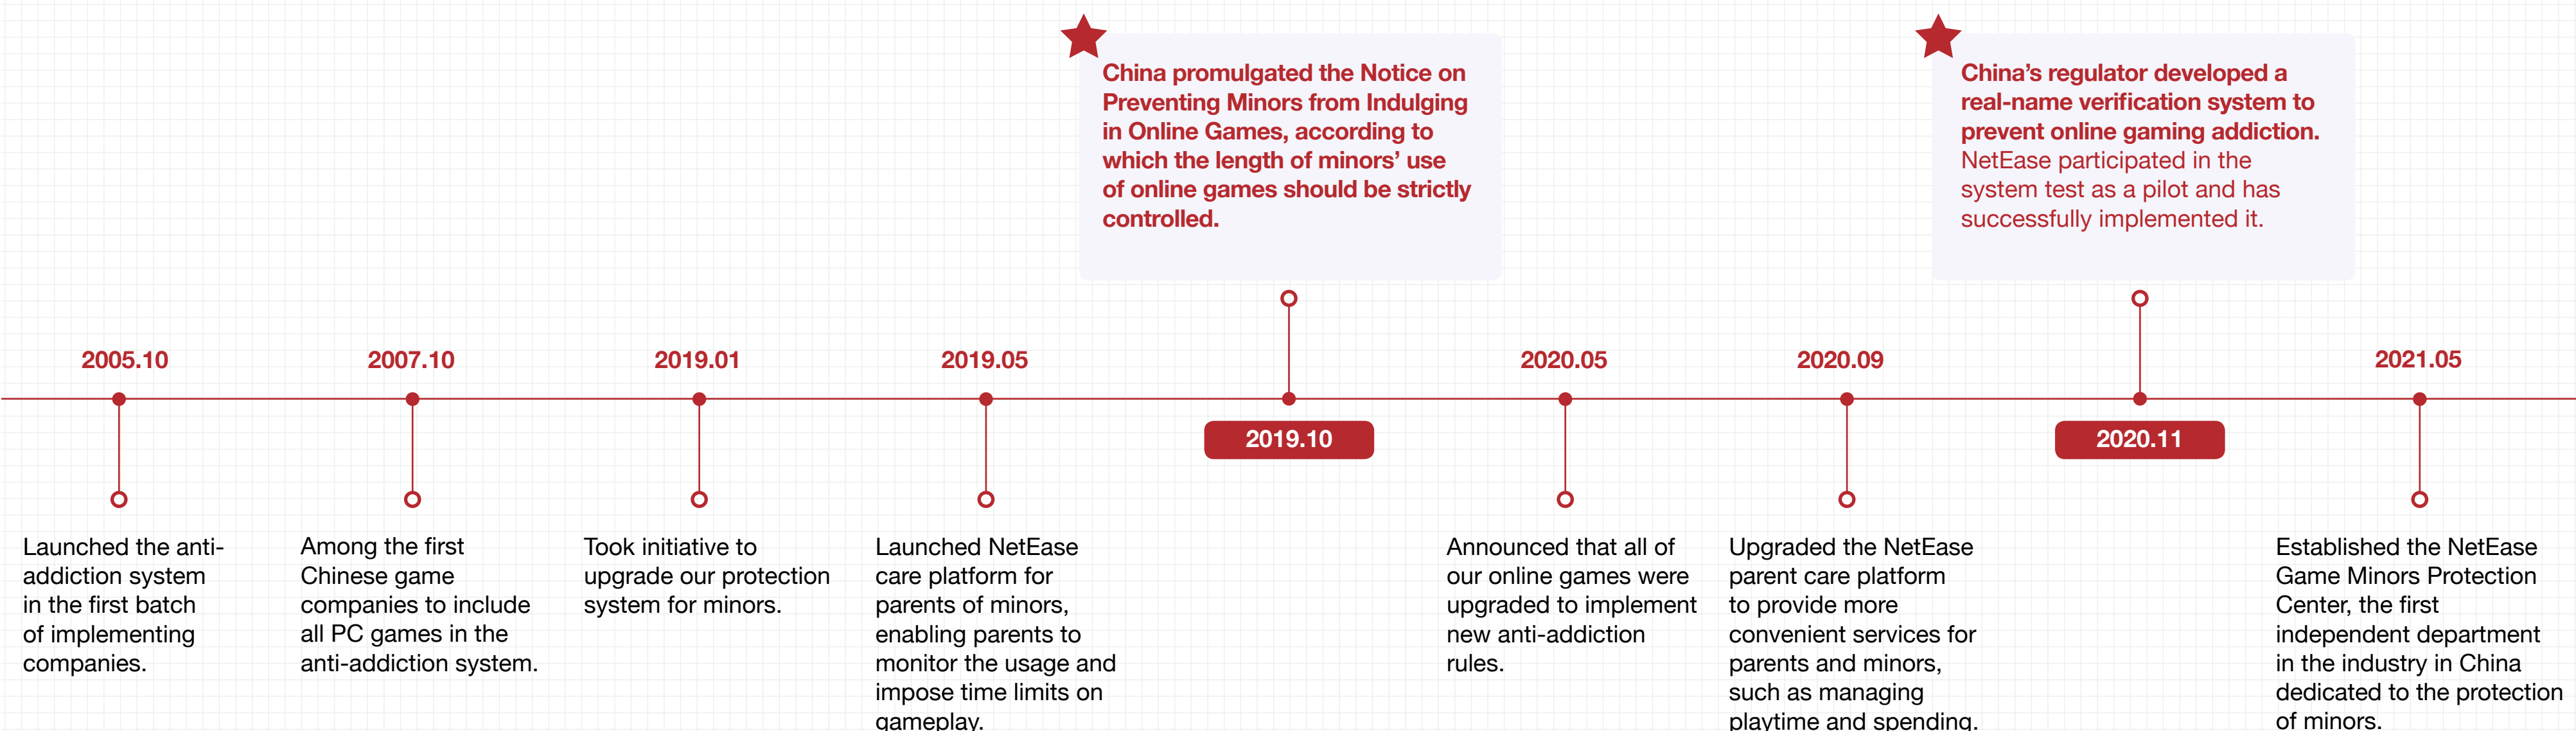 China promulgated the Notice on
Preventing Minors from Indulging
in Online Games, according to
which the length of minors’ use
of online games should be strictly
controlled.
China’s regulator developed a
real-name verification system to
prevent online gaming addiction.
NetEase participated in the
system test as a pilot and has
successfully implemented it.
2005.10
Launched the anti-
addiction system
in the first batch
of implementing
companies.
2007.10
Among the first
Chinese game
companies to include
all PC games in the
anti-addiction system.
2019.01
Took initiative to
upgrade our protection
system for minors.
2019.05
Launched NetEase
care platform for
parents of minors,
enabling parents to
monitor the usage and
impose time limits on
gameplay.
2019.10
2020.05
Announced that all of
our online games were
upgraded to implement
new anti-addiction
rules.
2020.09
Upgraded the NetEase
parent care platform
to provide more
convenient services for
parents and minors,
such as managing
playtime and spending.
2020.11
2021.05
Established the NetEase
Game Minors Protection
Center, the first
independent department
in the industry in China
dedicated to the protection
of minors.